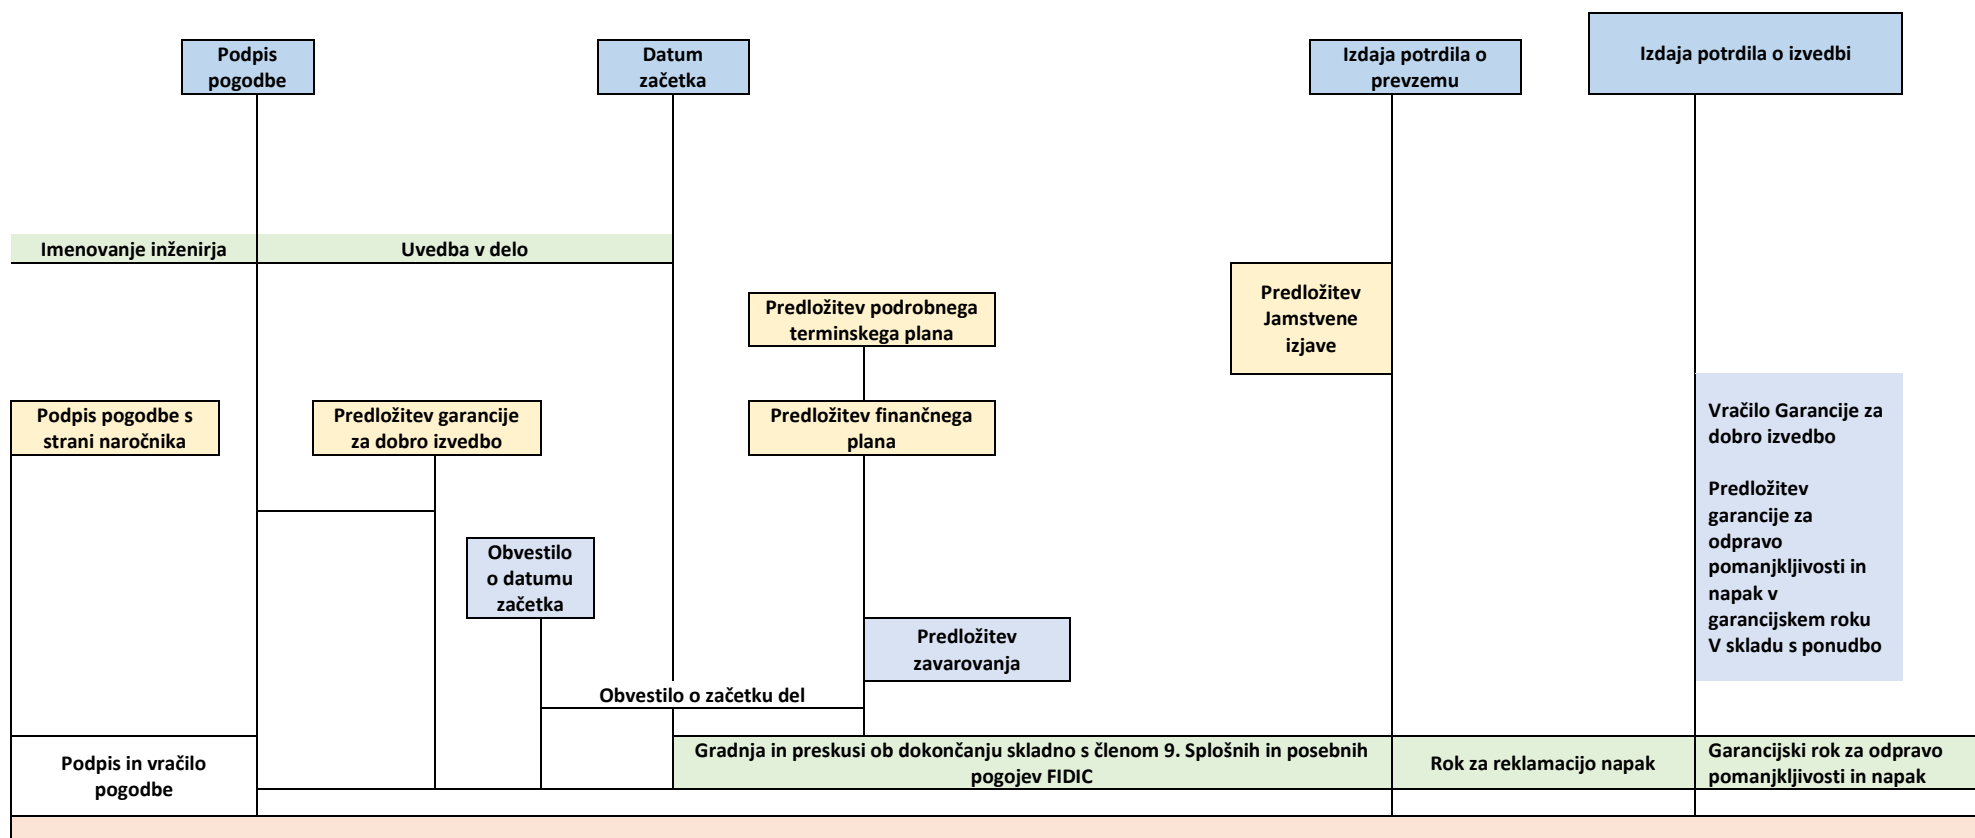 Podpis
pogodbe
Datum
začetka
Izdaja potrdila o
prevzemu
Izdaja potrdila o izvedbi
Imenovanje inženirja
Uvedba v delo
Predložitev
Jamstvene
izjave
Predložitev podrobnega
terminskega plana
Podpis pogodbe s
strani naročnika
Predložitev garancije
za dobro izvedbo
Predložitev finančnega
plana
Vračilo Garancije za
dobro izvedbo
Predložitev
garancije za
odpravo
pomanjkljivosti in
napak v
garancijskem roku
V skladu s ponudbo
Obvestilo
o datumu
začetka
Predložitev
zavarovanja
Obvestilo o začetku del
Podpis in vračilo
pogodbe
Gradnja in preskusi ob dokončanju skladno s členom 9. Splošnih in posebnih
pogojev FIDIC
Rok za reklamacijo napak
Garancijski rok za odpravo
pomanjkljivosti in napak